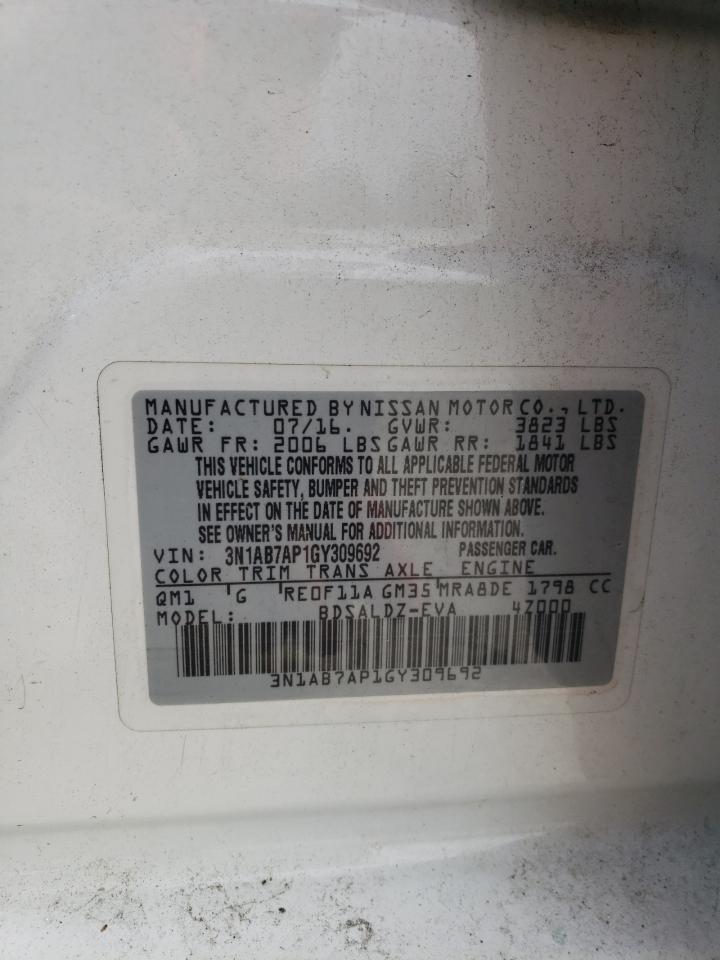 MANUFACTURED BY NISSAN MOTOR CO., LTD.
DATE: 07/16. GVWR: 3823 LBS
GAWR FR: 2006 LBS GAWR RR: 1841 LBS
THIS VEHICLE CONFORMS TO ALL APPLICABLE FEDERAL MOTOR
VEHICLE SAFETY, BUMPER AND THEFT PREVENTION STANDARDS
IN EFFECT ON THE DATE OF MANUFACTURE SHOWN ABOVE.
SEE OWNER'S MANUAL FOR ADDITIONAL INFORMATION.
VIN: 3N1AB7AP1GY309692 PASSENGER CAR.
COLOR TRIM TRANS AXLE ENGINE
QM1 G RE0F11A GM35 MRA8DE 1798 CC
MODEL: BDSALDZ-EVA 4Z000
3N1AB7AP1GY309692